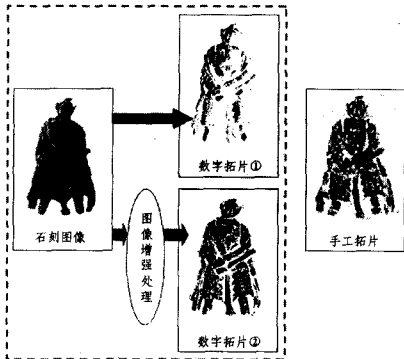 数字拓片①
石刻图像
图像增强处理
手工拓片
数字拓片②